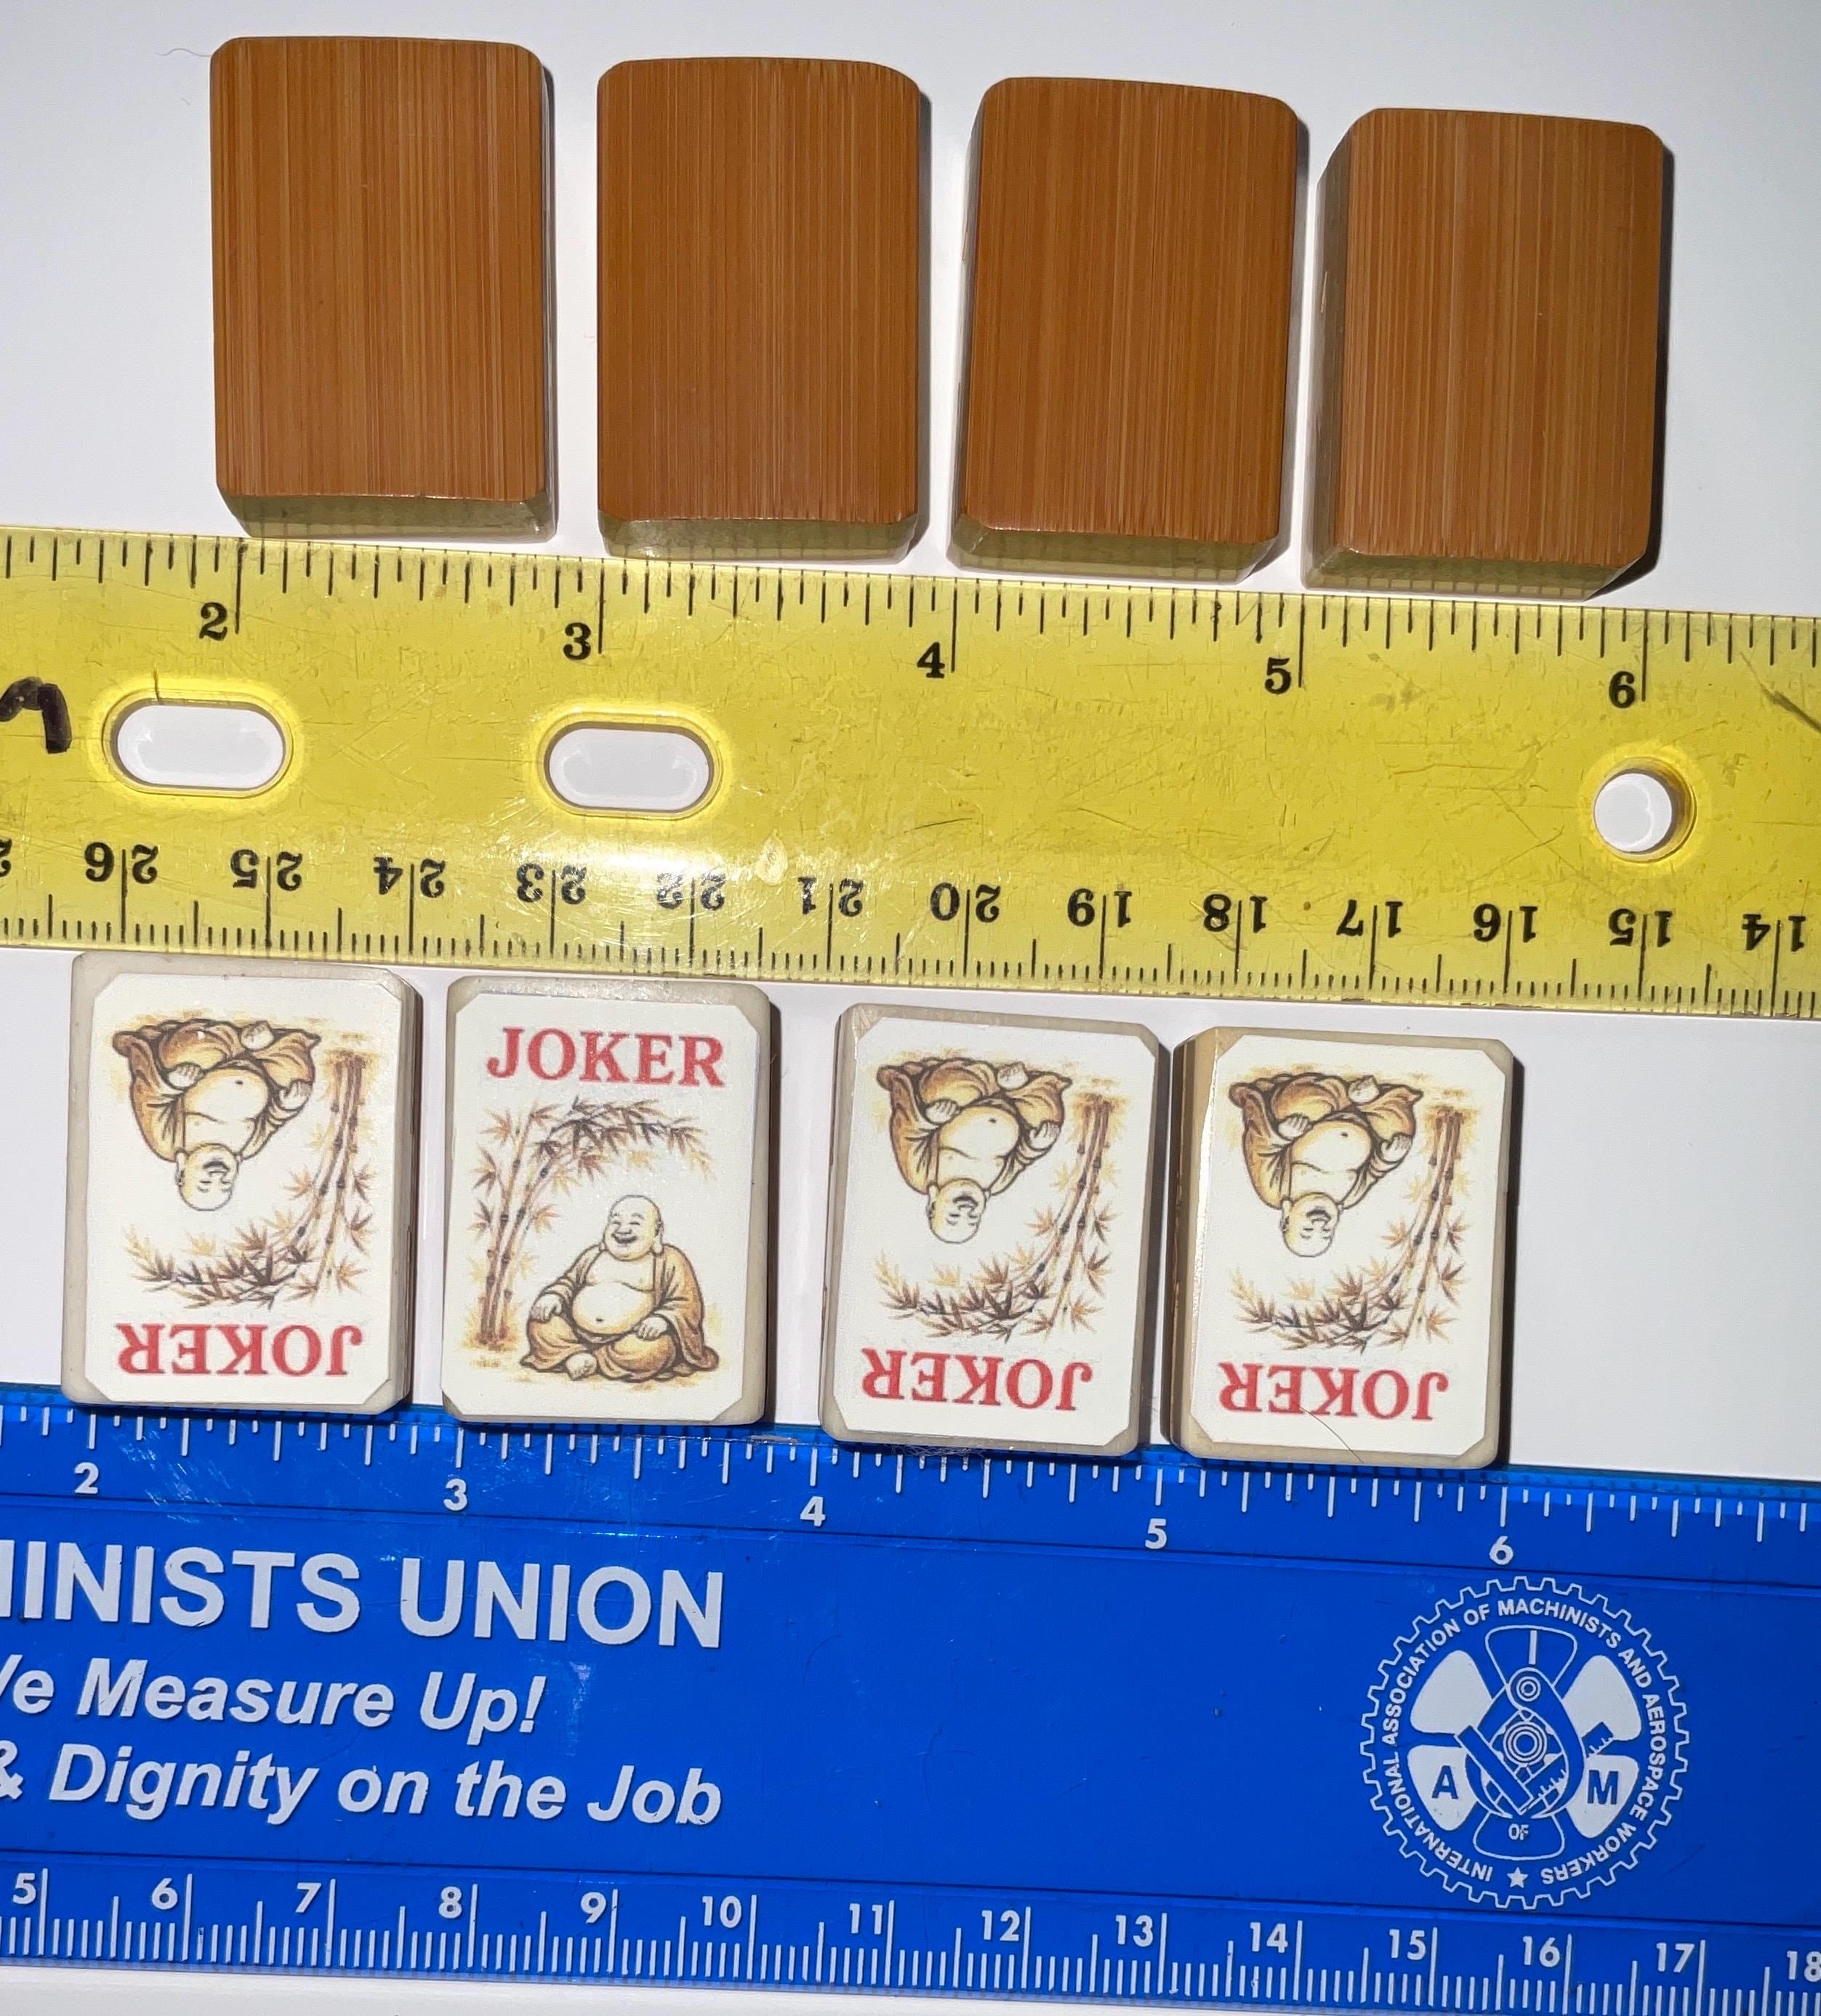 2 3 4 5 6
26 25 24 23 22 21 20 19 18 17 16 15 14
JOKER
JOKER
JOKER
JOKER
2 3 4 5 6
INISTS UNION
e Measure Up!
& Dignity on the Job
INTERNATIONAL ASSOCIATION OF MACHINISTS AND AEROSPACE WORKERS
I
A M
OF
5 6 7 8 9 10 11 12 13 14 15 16 17 18